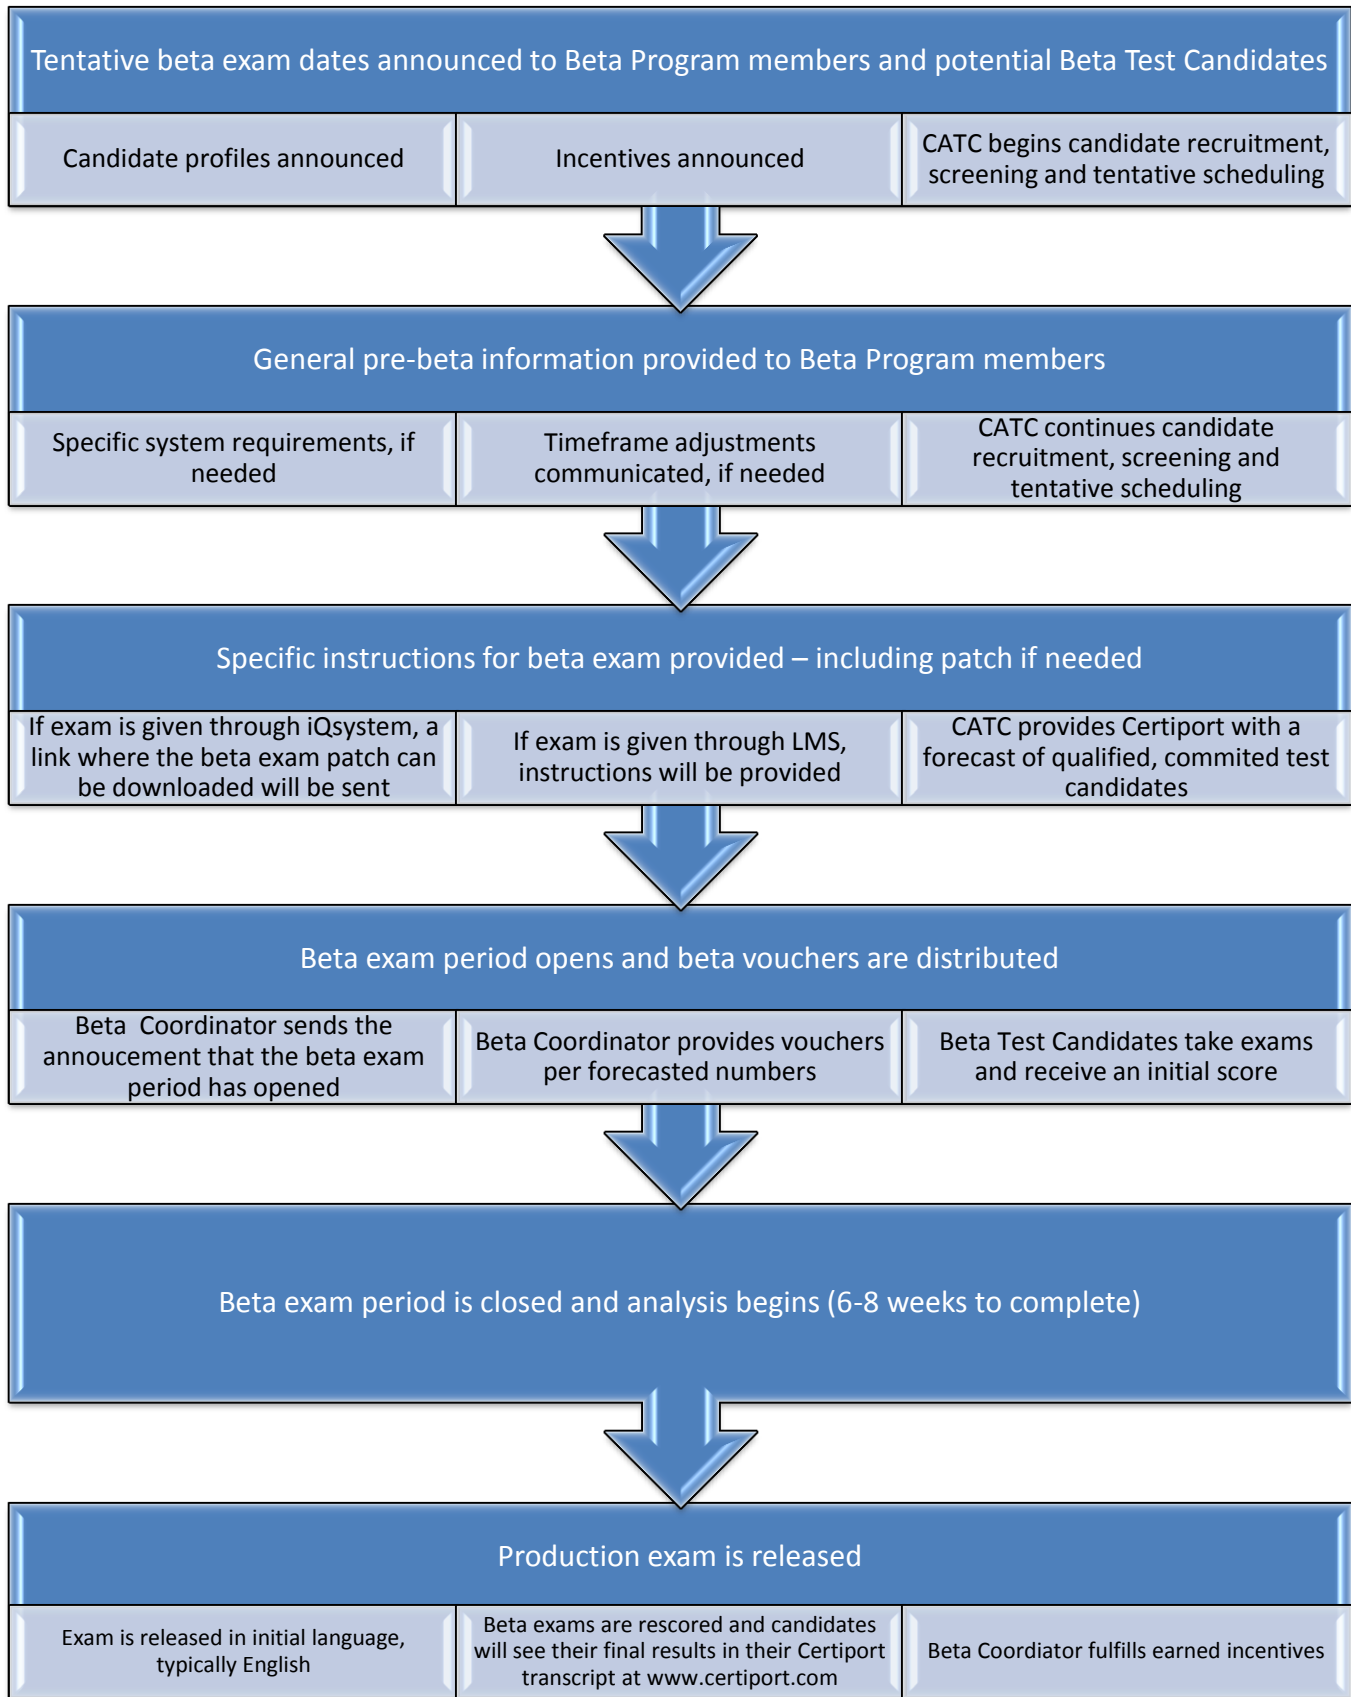 Tentative beta exam dates announced to Beta Program members and potential Beta Test Candidates
Candidate profiles announced
Incentives announced
CATC begins candidate recruitment,
screening and tentative scheduling
General pre-beta information provided to Beta Program members
Specific system requirements, if
needed
Timeframe adjustments
communicated, if needed
CATC continues candidate
recruitment, screening and
tentative scheduling
Specific instructions for beta exam provided – including patch if needed
If exam is given through iQsystem, a
link where the beta exam patch can
be downloaded will be sent
If exam is given through LMS,
instructions will be provided
CATC provides Certiport with a
forecast of qualified, commited test
candidates
Beta exam period opens and beta vouchers are distributed
Beta  Coordinator sends the
annoucement that the beta exam
period has opened
Beta Coordinator provides vouchers
per forecasted numbers
Beta Test Candidates take exams
and receive an initial score
Beta exam period is closed and analysis begins (6-8 weeks to complete)
Production exam is released
Exam is released in initial language,
typically English
Beta exams are rescored and candidates
will see their final results in their Certiport
transcript at www.certiport.com
Beta Coordiator fulfills earned incentives